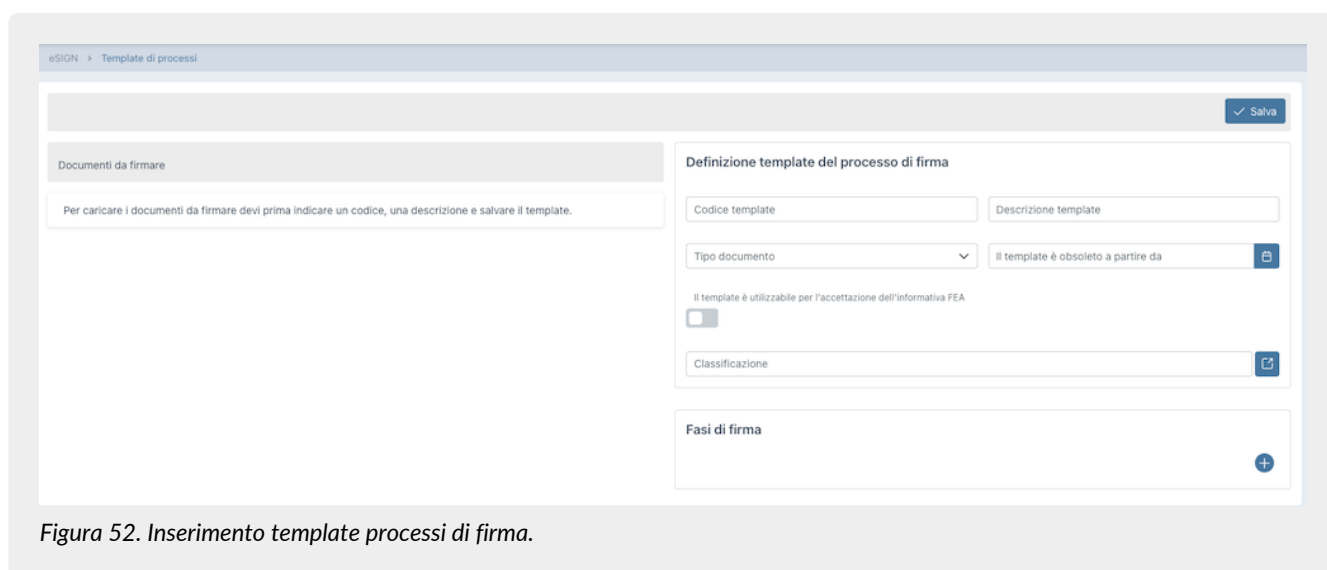 eSIGN > Template di processi
Salva
Documenti da firmare
Per caricare i documenti da firmare devi prima indicare un codice, una descrizione e salvare il template.
Definizione template del processo di firma
Codice template
Descrizione template
Tipo documento
Il template è obsoleto a partire da
Il template è utilizzabile per l'accettazione dell'informativa FEA
Classificazione
Fasi di firma
Figura 52. Inserimento template processi di firma.